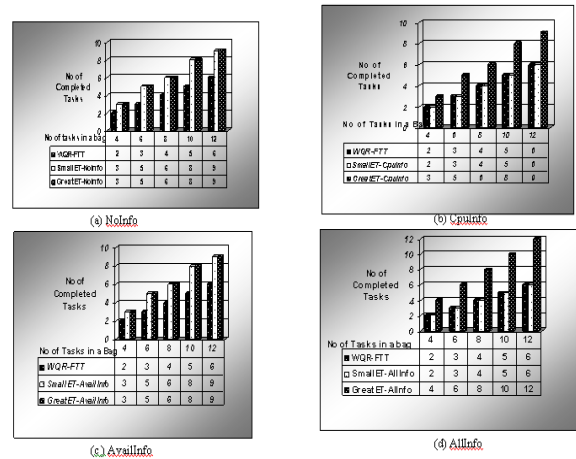 10
8
6
4
2
0
No of
Completed
Tasks
No of tasks in a bag 4 6 8 10 12
WQR-FTT 2 3 4 5 6
SmallET-NoInfo 3 5 6 8 9
GreatET-NoInfo 3 5 6 8 9
(a) NoInfo
10
8
6
4
2
0
No of
Completed
Tasks
No of Tasks in a Bag 4 6 8 10 12
WQR-FTT 2 3 4 5 6
SmallET-CpuInfo 2 3 4 5 6
GreatET-CpuInfo 3 5 6 8 9
(b) CpuInfo
10
8
6
4
2
0
No of
Completed
Tasks
No of Tasks in a Bag 4 6 8 10 12
WQR-FTT 2 3 4 5 6
SmallET-AvailInfo 3 5 6 8 9
GreatET-AvailInfo 3 5 6 8 9
(c) AvailInfo
12
10
8
6
4
2
0
No of
Completed
Tasks
No of Tasks in a bag 4 6 8 10 12
WQR-FTT 2 3 4 5 6
SmallET-AllInfo 2 3 4 5 6
GreatET-AllInfo 4 6 8 10 12
(d) AllInfo